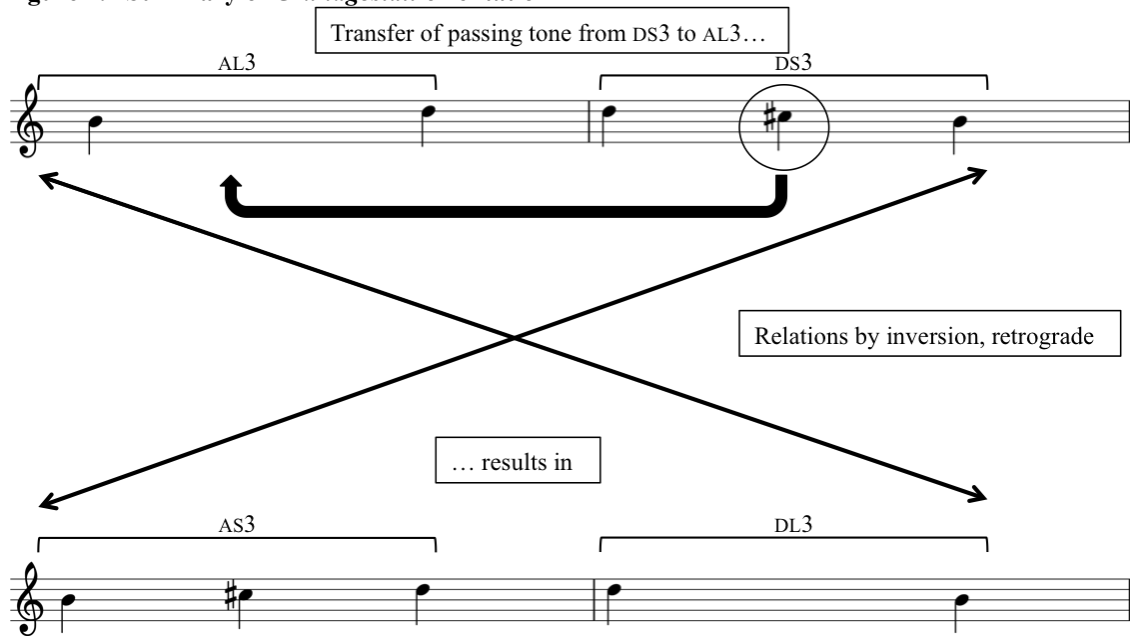 Transfer of passing tone from DS3 to AL3…
AL3 DS3
Relations by inversion, retrograde
… results in
AS3 DL3